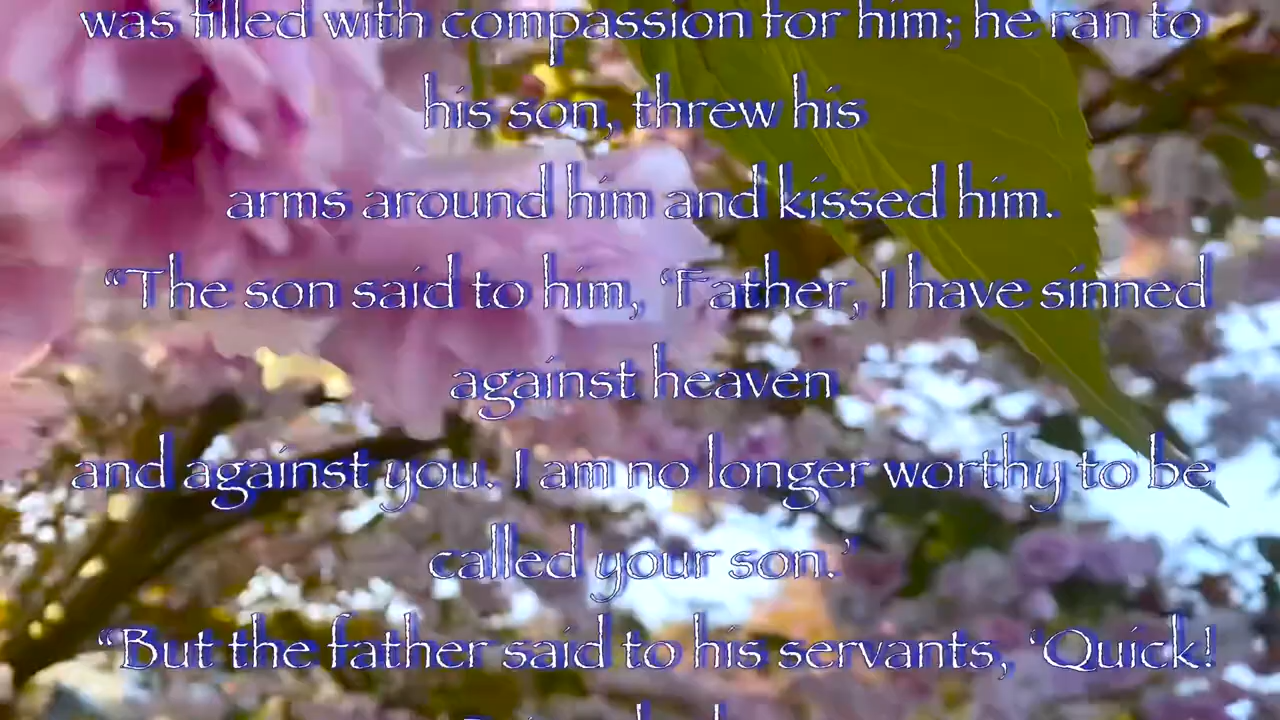 was filled with compassion for him; he ran to
his son, threw his
arms around him and kissed him.
“The son said to him, ‘Father, I have sinned
against heaven
and against you. I am no longer worthy to be
called your son.’
“But the father said to his servants, ‘Quick!